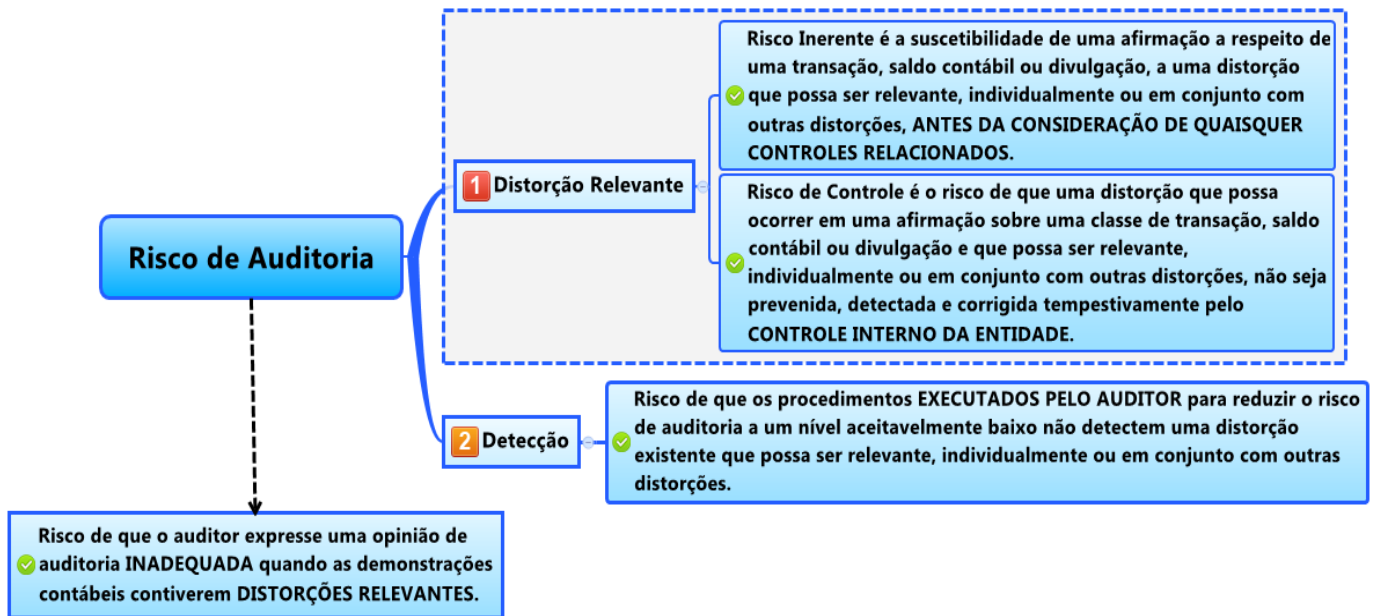 Risco Inerente é a suscetibilidade de uma afirmação a respeito de
uma transação, saldo contábil ou divulgação, a uma distorção
que possa ser relevante, individualmente ou em conjunto com
outras distorções, ANTES DA CONSIDERAÇÃO DE QUAISQUER
CONTROLES RELACIONADOS.
1 Distorção Relevante
Risco de Controle é o risco de que uma distorção que possa
ocorrer em uma afirmação sobre uma classe de transação, saldo
contábil ou divulgação e que possa ser relevante,
individualmente ou em conjunto com outras distorções, não seja
prevenida, detectada e corrigida tempestivamente pelo
CONTROLE INTERNO DA ENTIDADE.
Risco de Auditoria
2 Detecção
Risco de que os procedimentos EXECUTADOS PELO AUDITOR para reduzir o risco
de auditoria a um nível aceitavelmente baixo não detectem uma distorção
existente que possa ser relevante, individualmente ou em conjunto com outras
distorções.
Risco de que o auditor expresse uma opinião de
auditoria INADEQUADA quando as demonstrações
contábeis contiverem DISTORÇÕES RELEVANTES.